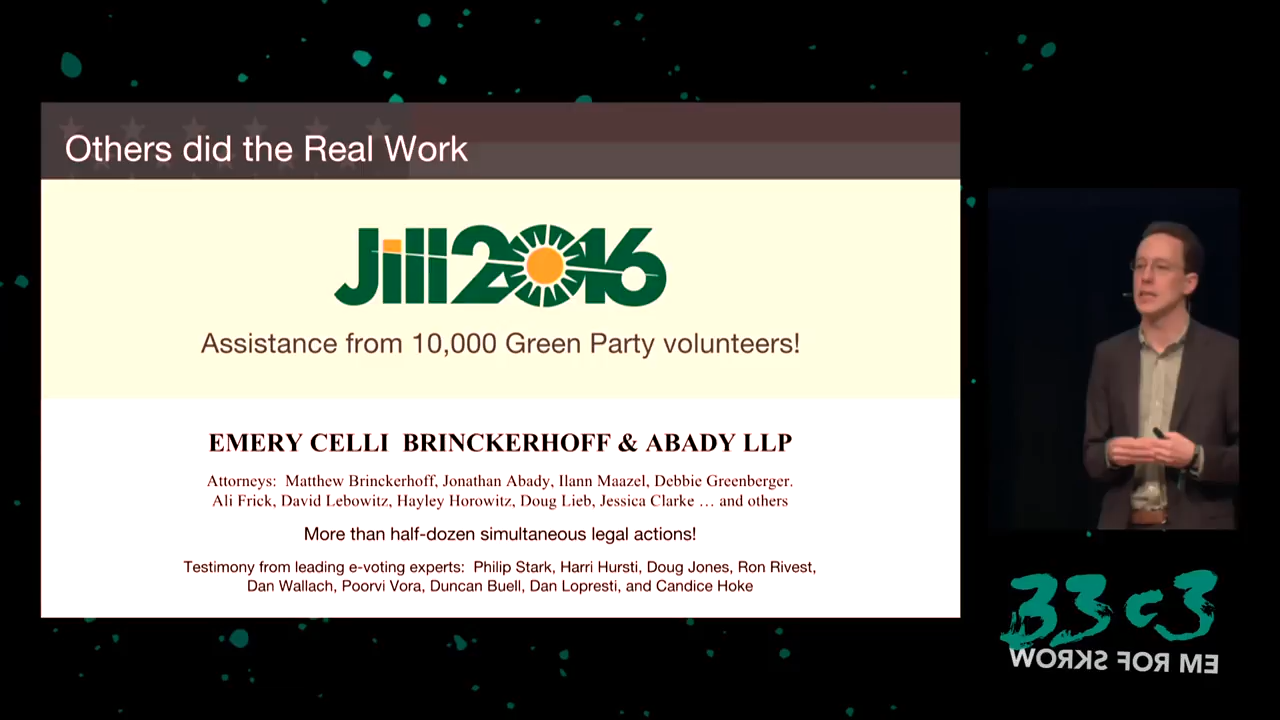 Others did the Real Work
Jill2016
Assistance from 10,000 Green Party volunteers!
EMERY CELLI BRINCKERHOFF & ABADY LLP
Attorneys: Matthew Brinckerhoff, Jonathan Abady, Ilann Maazel, Debbie Greenberger.
Ali Frick, David Lebowitz, Hayley Horowitz, Doug Lieb, Jessica Clarke … and others
More than half-dozen simultaneous legal actions!
Testimony from leading e-voting experts: Philip Stark, Harri Hursti, Doug Jones, Ron Rivest,
Dan Wallach, Poorvi Vora, Duncan Buell, Dan Lopresti, and Candice Hoke
33c3
WORKS FOR ME